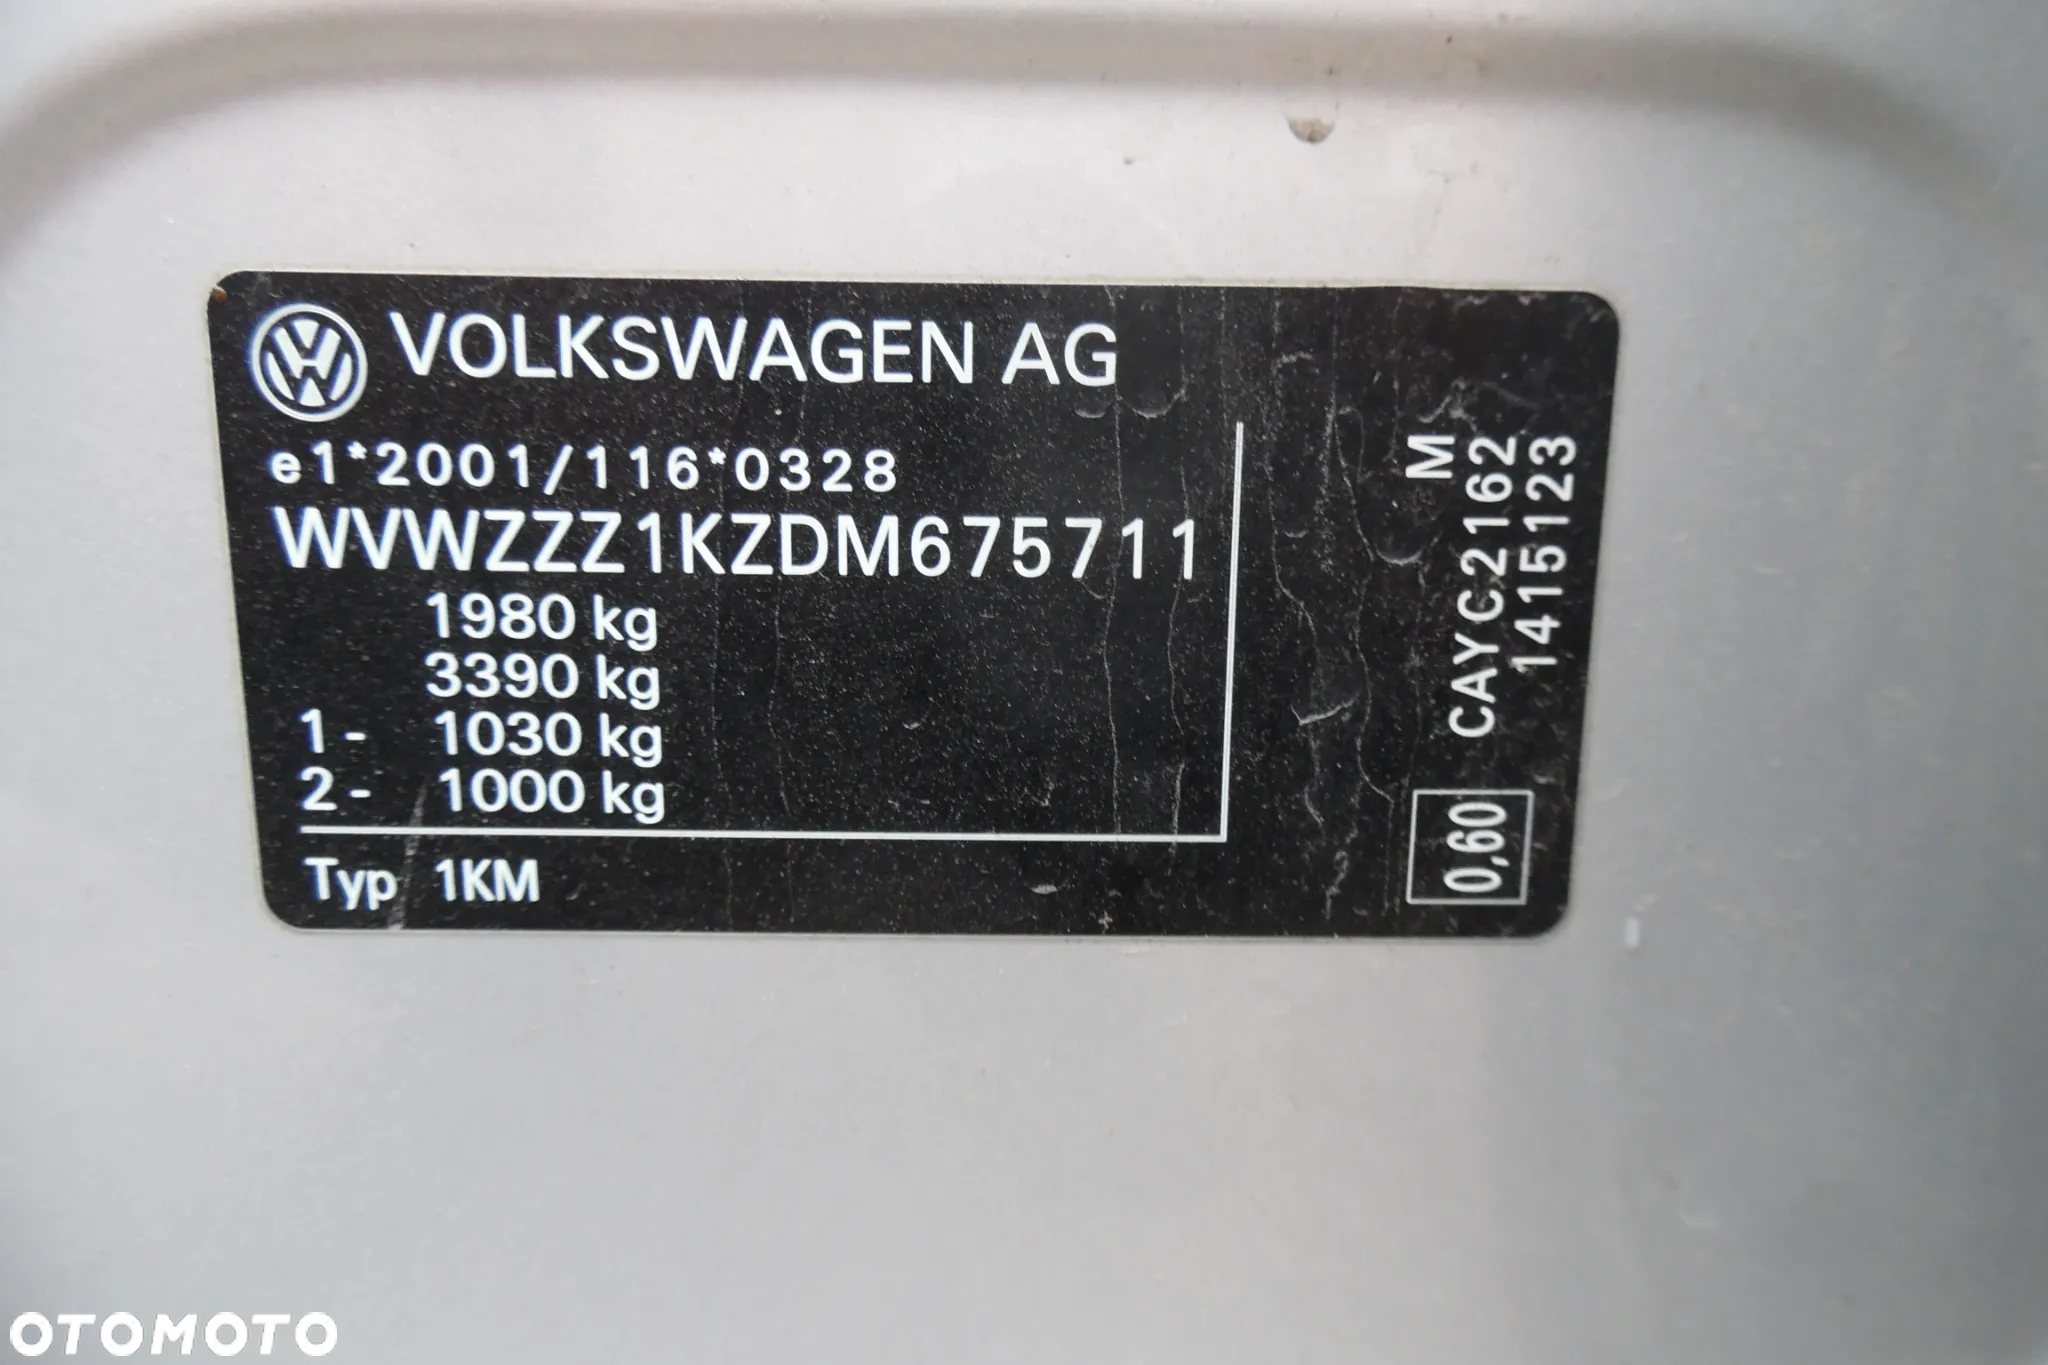 VOLKSWAGEN AG
e1*2001/116*0328
WVWZZZ1KZDM675711
1980 kg
3390 kg
1- 1030 kg
2- 1000 kg
Typ 1KM
M
CAYC2162
1415123
0,60
OTOMOTO